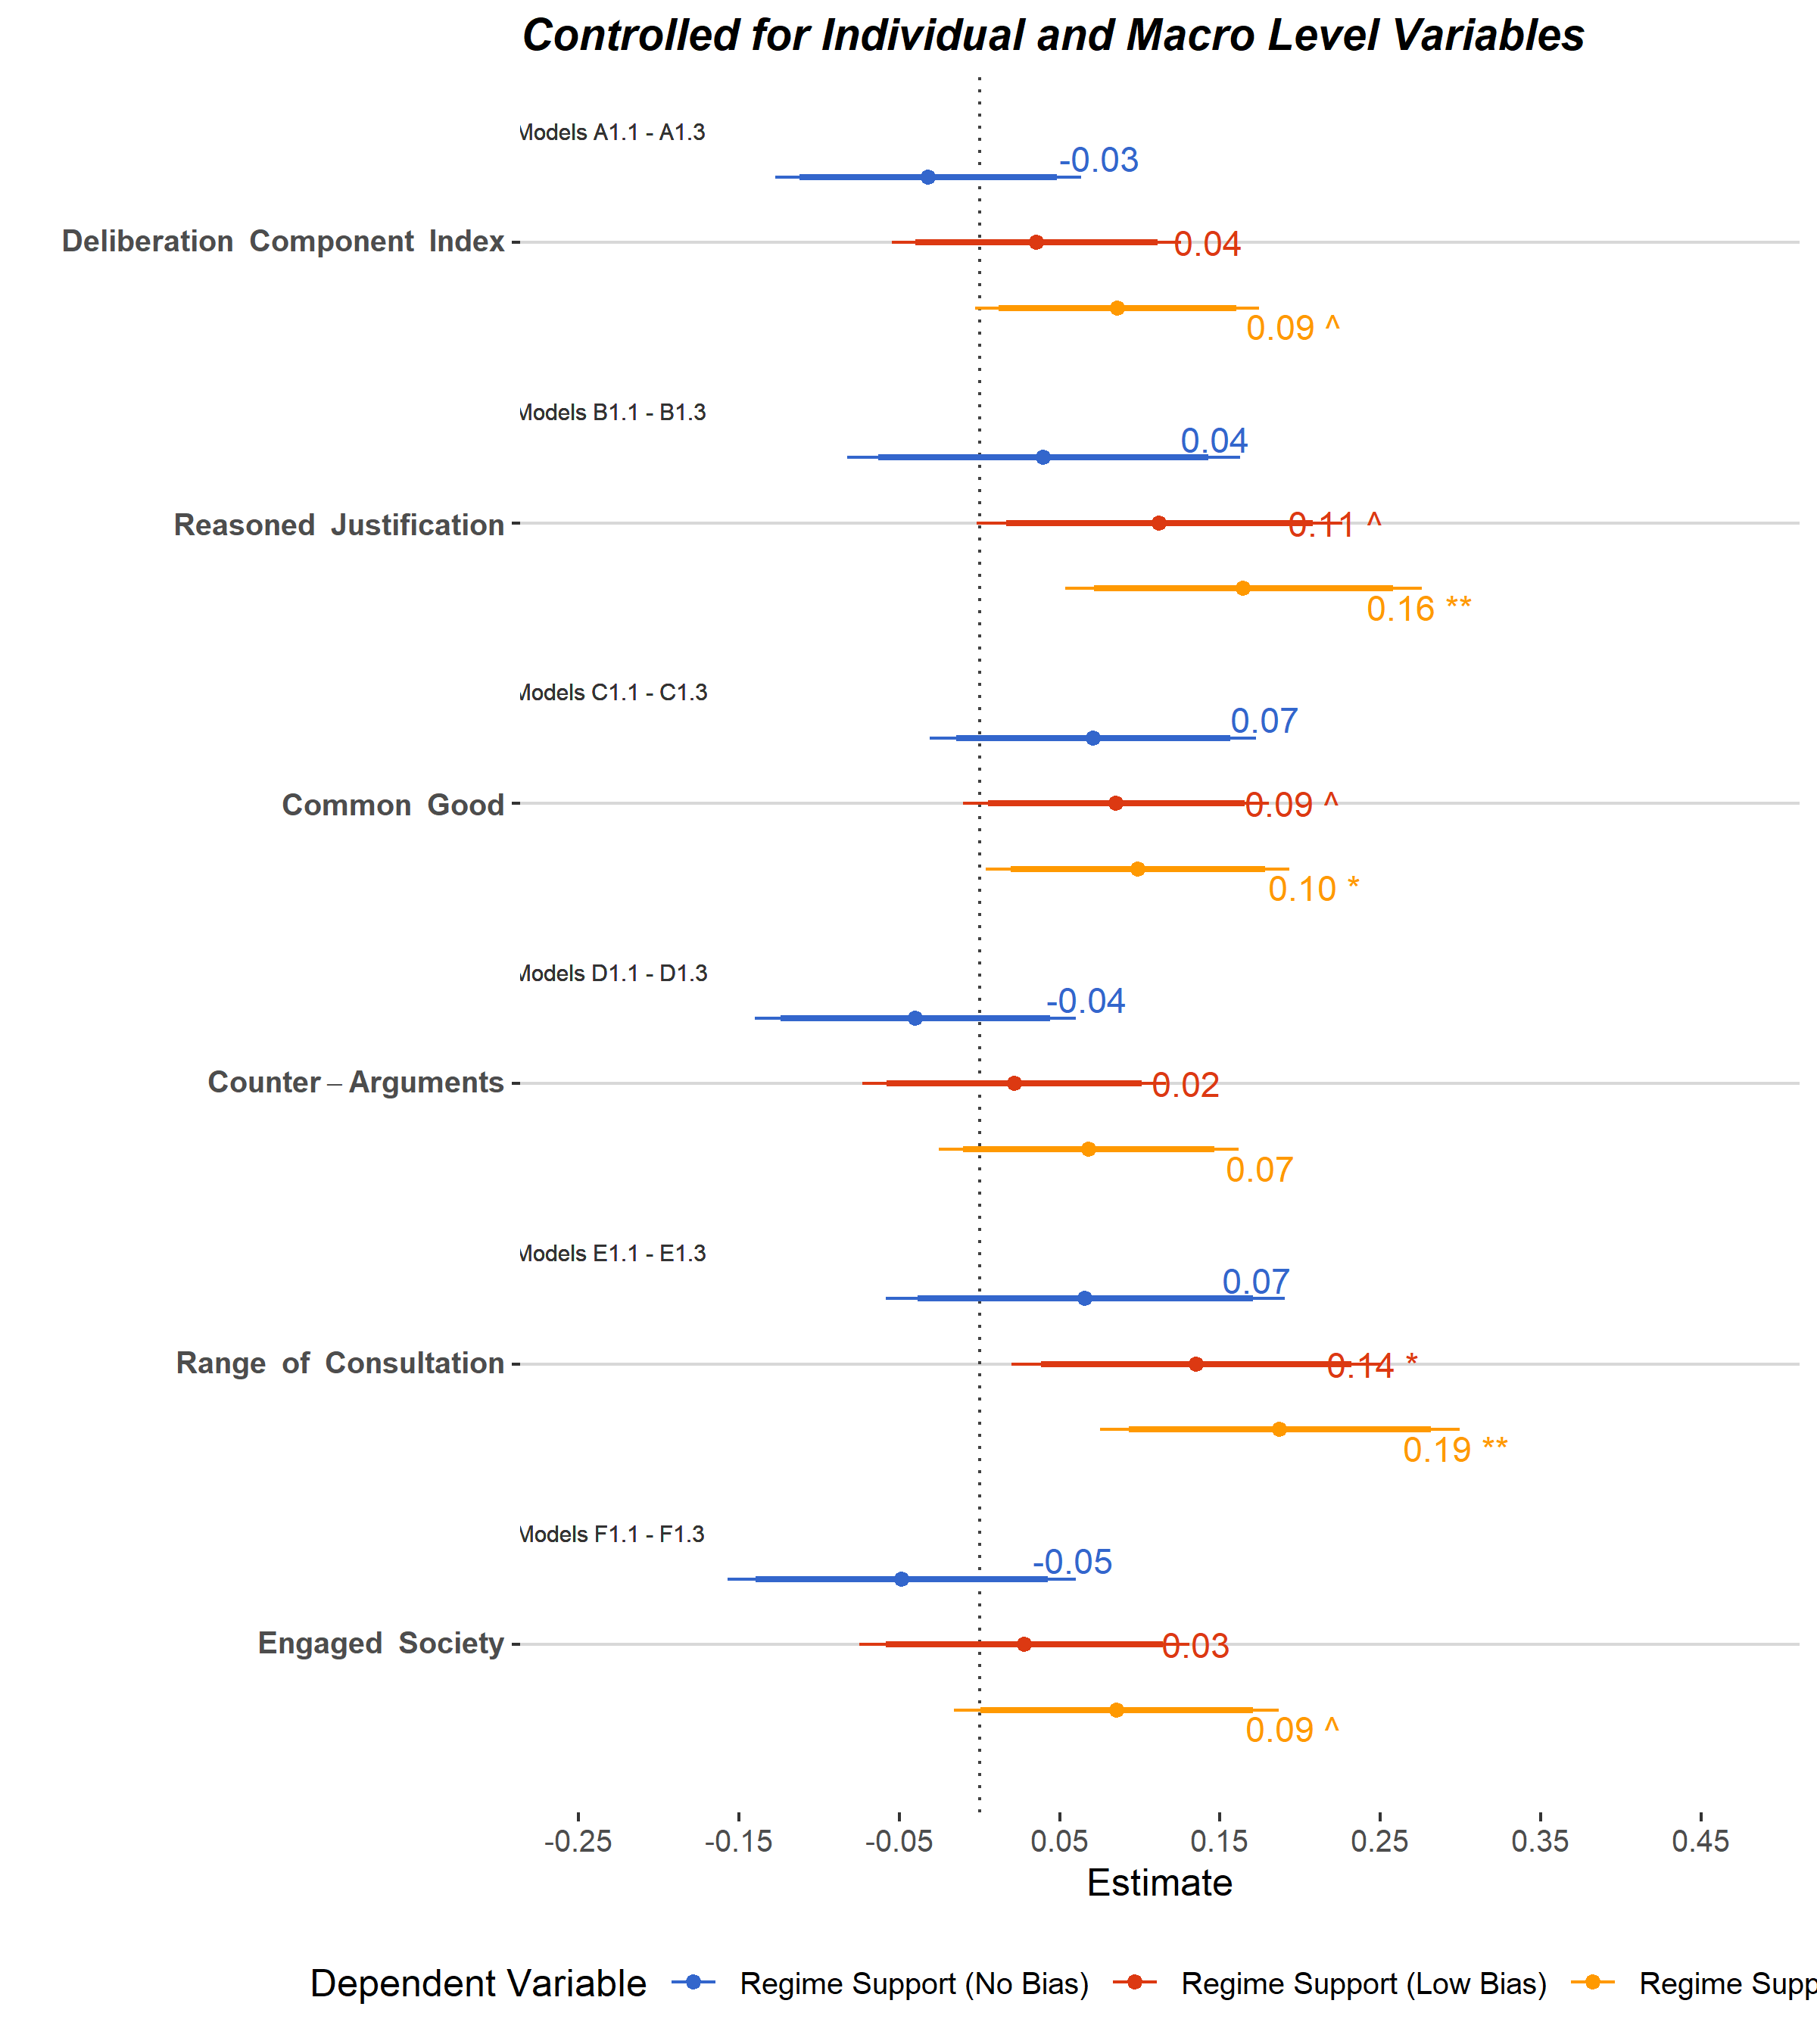 Controlled for Individual and Macro Level Variables
Models A1.1 - A1.3
-0.03
Deliberation Component Index
0.04
0.09 ^
Models B1.1 - B1.3
0.04
Reasoned Justification
0.11 ^
0.16 **
Models C1.1 - C1.3
0.07
Common Good
0.09 ^
0.10 *
Models D1.1 - D1.3
-0.04
Counter – Arguments
0.02
0.07
Models E1.1 - E1.3
0.07
Range of Consultation
0.14 *
0.19 **
Models F1.1 - F1.3
-0.05
Engaged Society
0.03
0.09 ^
-0.25 -0.15 -0.05 0.05 0.15 0.25 0.35 0.45
Estimate
Dependent Variable Regime Support (No Bias) Regime Support (Low Bias) Regime